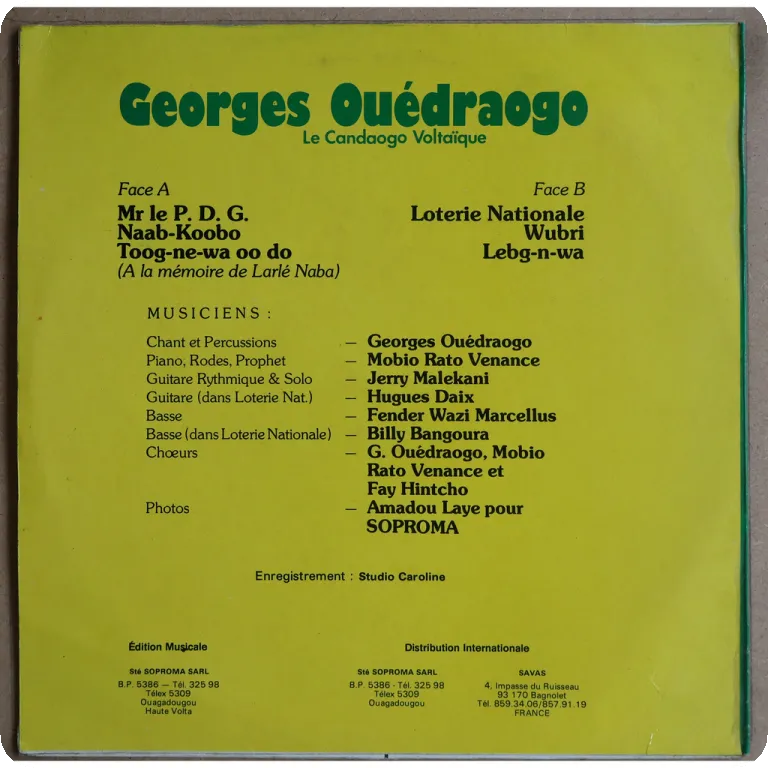 Georges Ouédraogo
Le Candaogo Voltaïque
Face A
Mr le P. D. G.
Naab-Koobo
Toog-ne-wa oo do
(A la mémoire de Larlé Naba)
Face B
Loterie Nationale
Wubri
Lebg-n-wa
MUSICIENS :
Chant et Percussions — Georges Ouédraogo
Piano, Rodes, Prophet — Mobio Rato Venance
Guitare Rythmique & Solo — Jerry Malekani
Guitare (dans Loterie Nat.) — Hugues Daix
Basse — Fender Wazi Marcellus
Basse (dans Loterie Nationale) — Billy Bangoura
Chœurs — G. Ouédraogo, Mobio
Rato Venance et
Fay Hintcho
Photos — Amadou Laye pour
SOPROMA
Enregistrement : Studio Caroline
Édition Musicale
Sté SOPROMA SARL
B.P. 5386 — Tél. 325 98
Télex 5309
Ouagadougou
Haute Volta
Distribution Internationale
Sté SOPROMA SARL
B.P. 5386 - Tél. 325 98
Télex 5309
Ouagadougou
SAVAS
4, Impasse du Ruisseau
93 170 Bagnolet
Tél. 859.34.06/857.91.19
FRANCE